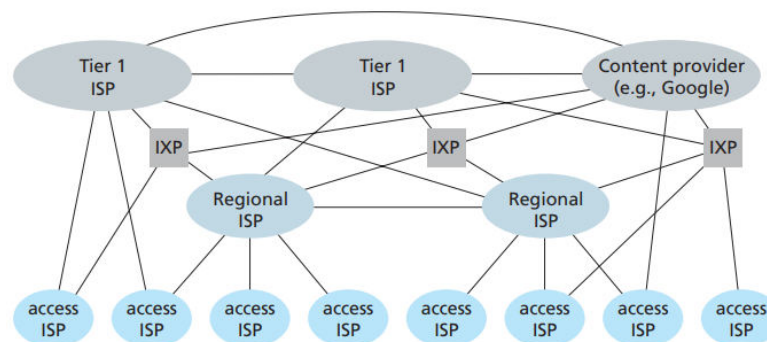 Tier 1
ISP
Tier 1
ISP
Content provider
(e.g., Google)
IXP
IXP
IXP
Regional
ISP
Regional
ISP
access
ISP
access
ISP
access
ISP
access
ISP
access
ISP
access
ISP
access
ISP
access
ISP